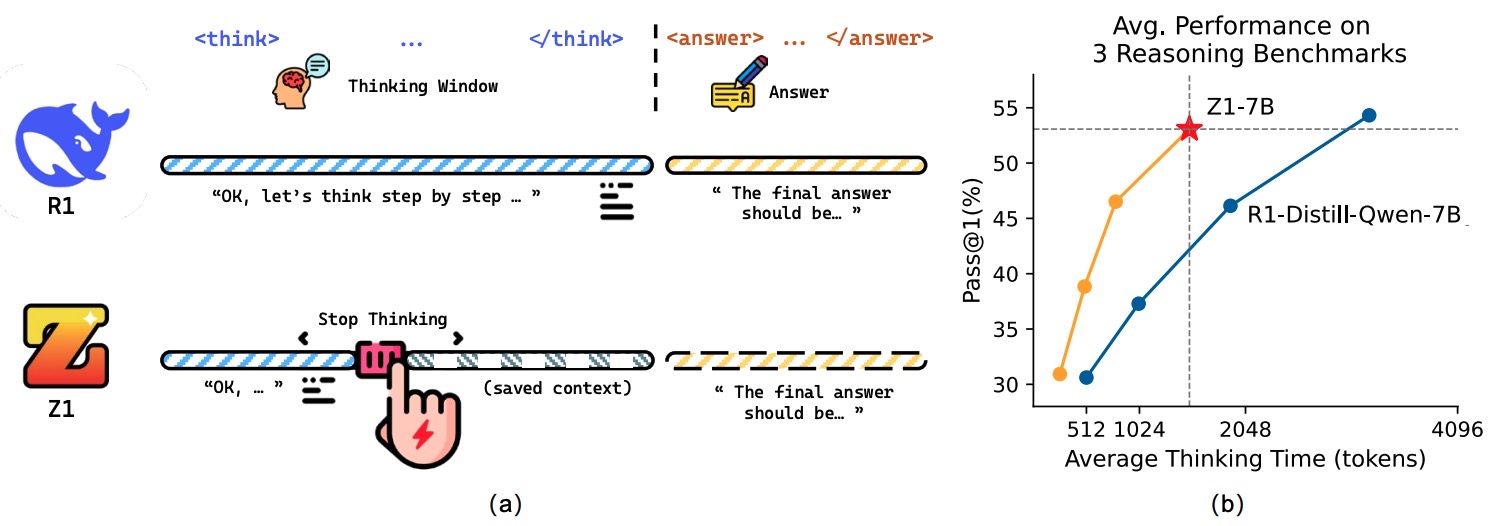 <think> ... </think>
<answer> ... </answer>
Thinking Window
Answer
R1
“OK, let’s think step by step … ”
“ The final answer
should be… ”
Stop Thinking
Z1
“OK, … ”
(saved context)
“ The final answer
should be… ”
(a)
Avg. Performance on
3 Reasoning Benchmarks
Pass@1(%)
55
50
45
40
35
30
Z1-7B
R1-Distill-Qwen-7B
512 1024 2048 4096
Average Thinking Time (tokens)
(b)